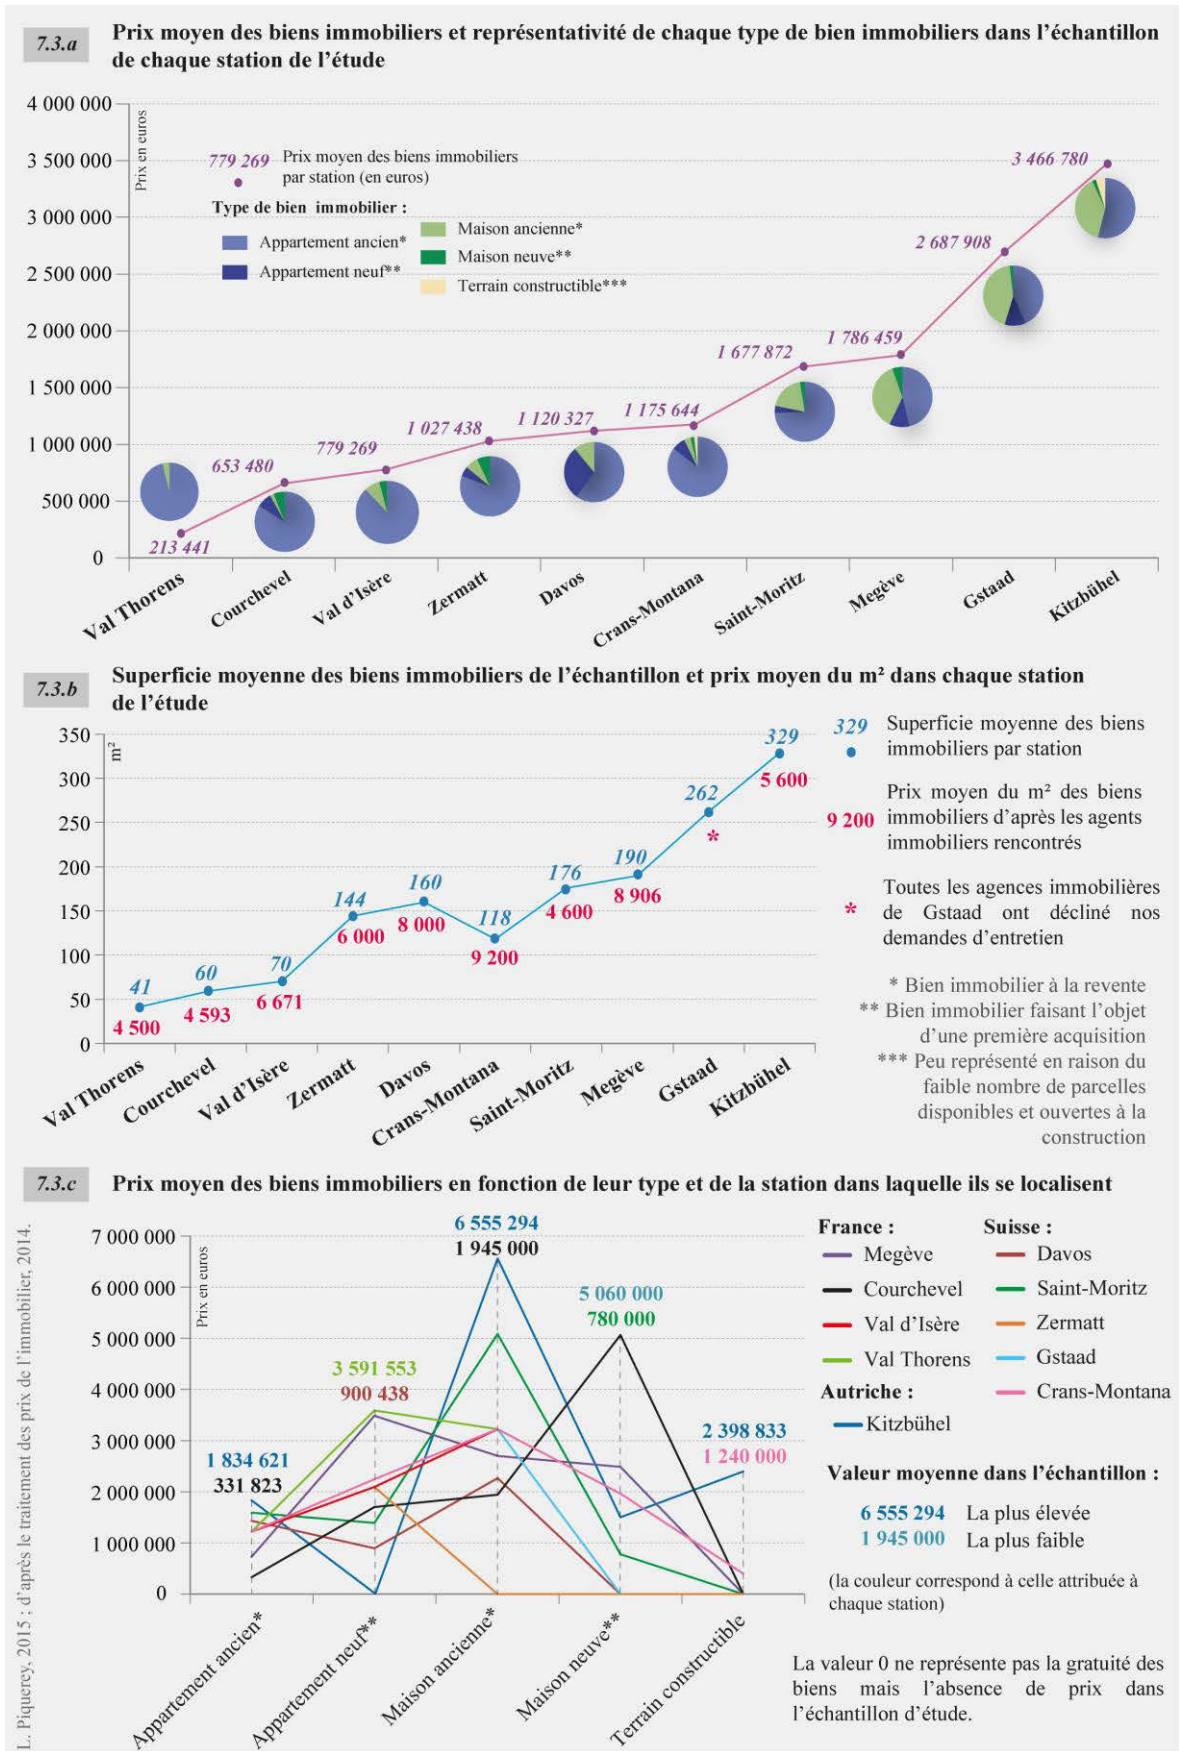 7.3.a
Prix moyen des biens immobiliers et représentativité de chaque type de bien immobiliers dans l'échantillon
de chaque station de l'étude
Prix en euros
4 000 000
3 500 000
3 000 000
2 500 000
2 000 000
1 500 000
1 000 000
500 000
0
779 269
Prix moyen des biens immobiliers
par station (en euros)
Type de bien immobilier :
Appartement ancien*
Appartement neuf**
Maison ancienne*
Maison neuve**
Terrain constructible***
213 441
653 480
779 269
1 027 438
1 120 327
1 175 644
1 677 872
1 786 459
2 687 908
3 466 780
Val Thorens
Courchevel
Val d'Isère
Zermatt
Davos
Crans-Montana
Saint-Moritz
Megève
Gstaad
Kitzbühel
7.3.b
Superficie moyenne des biens immobiliers de l'échantillon et prix moyen du m² dans chaque station
de l'étude
m²
350
300
250
200
150
100
50
0
41
60
70
144
160
118
176
190
262
329
4 500
4 593
6 671
6 000
8 000
9 200
4 600
8 906
*
5 600
Val Thorens
Courchevel
Val d'Isère
Zermatt
Davos
Crans-Montana
Saint-Moritz
Megève
Gstaad
Kitzbühel
329
Superficie moyenne des biens
immobiliers par station
9 200
Prix moyen du m² des biens
immobiliers d'après les agents
immobiliers rencontrés
*
Toutes les agences immobilières
de Gstaad ont décliné nos
demandes d'entretien
* Bien immobilier à la revente
** Bien immobilier faisant l'objet
d'une première acquisition
*** Peu représenté en raison du
faible nombre de parcelles
disponibles et ouvertes à la
construction
7.3.c
Prix moyen des biens immobiliers en fonction de leur type et de la station dans laquelle ils se localisent
Prix en euros
7 000 000
6 000 000
5 000 000
4 000 000
3 000 000
2 000 000
1 000 000
0
1 834 621
331 823
3 591 553
900 438
6 555 294
1 945 000
5 060 000
780 000
2 398 833
1 240 000
Appartement ancien*
Appartement neuf**
Maison ancienne*
Maison neuve**
Terrain constructible
France :
Megève
Courchevel
Val d'Isère
Val Thorens
Autriche :
Kitzbühel
Suisse :
Davos
Saint-Moritz
Zermatt
Gstaad
Crans-Montana
Valeur moyenne dans l'échantillon :
6 555 294 La plus élevée
1 945 000 La plus faible
(la couleur correspond à celle attribuée à
chaque station)
La valeur 0 ne représente pas la gratuité des
biens mais l'absence de prix dans
l'échantillon d'étude.
L. Piquerey, 2015 ; d'après le traitement des prix de l'immobilier, 2014.